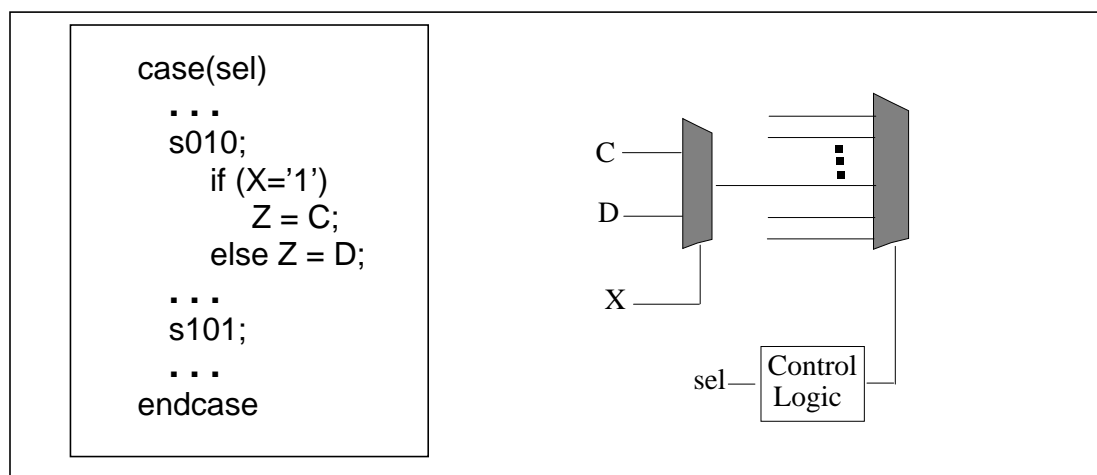 case(sel)
. . .
s010;
if (X='1')
Z = C;
else Z = D;
. . .
s101;
. . .
endcase
C
D
X
sel
Control
Logic